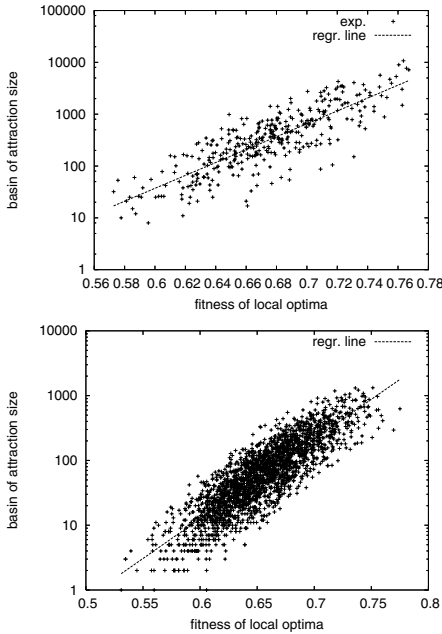 100000
10000
1000
100
10
1
exp.
regr. line
basin of attraction size
0.56 0.58 0.6 0.62 0.64 0.66 0.68 0.7 0.72 0.74 0.76 0.78
fitness of local optima
10000
1000
100
10
1
regr. line
basin of attraction size
0.5 0.55 0.6 0.65 0.7 0.75 0.8
fitness of local optima